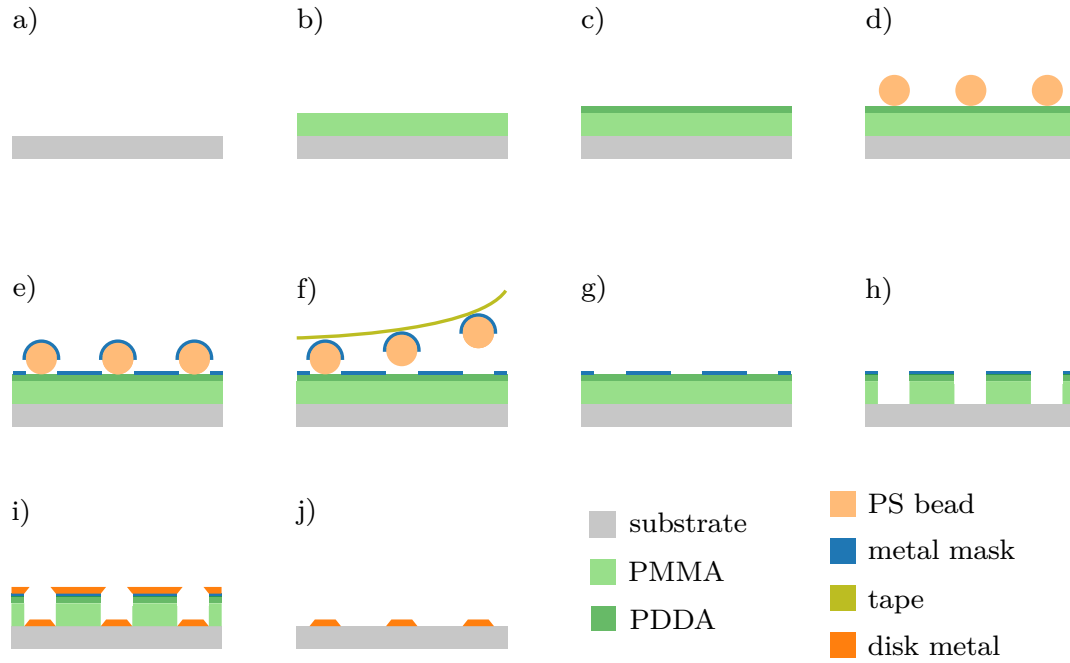 a)
b)
c)
d)
e)
f)
g)
h)
i)
j)
substrate
PMMA
PDDA
PS bead
metal mask
tape
disk metal